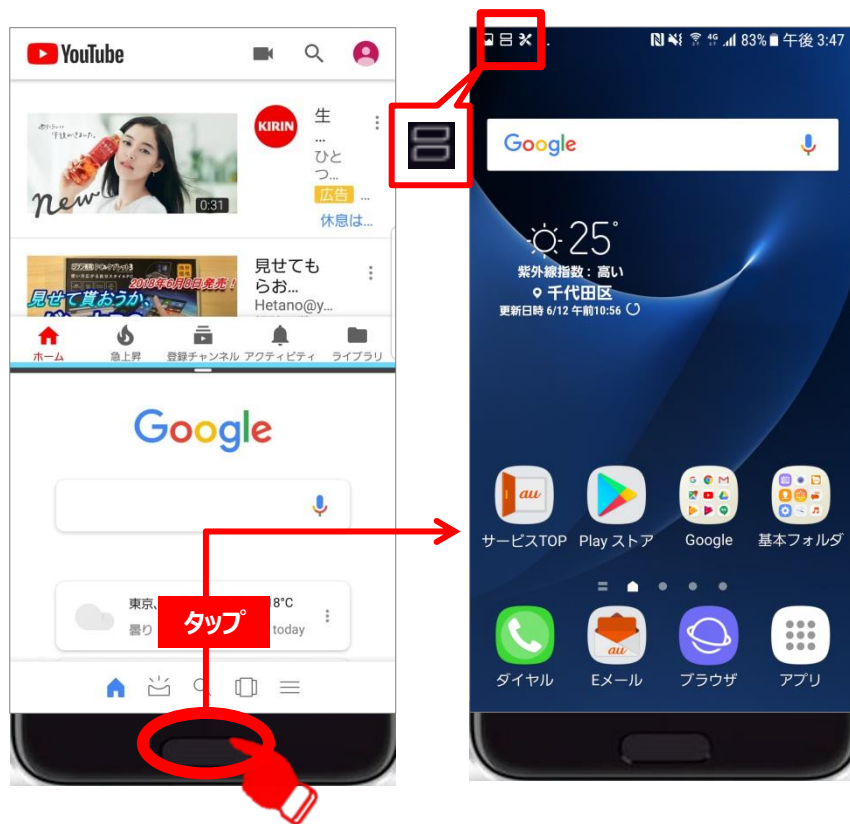 YouTube
KIRIN
生
...
ひと
つ...
広告 ...
休息は...
new
0:31
2018年6月8日発売!
見せて貰おうか、
見せても
らお...
Hetano@y...
ホーム
急上昇
登録チャンネル
アクティビティ
ライブラリ
Google
東京、
18°C
曇り
today
タップ
4G
83%
午後 3:47
Google
25°
紫外線指数: 高い
千代田区
更新日時 6/12 午前10:56
au
サービスTOP
Play ストア
Google
基本フォルダ
ダイヤル
au
Eメール
ブラウザ
アプリ